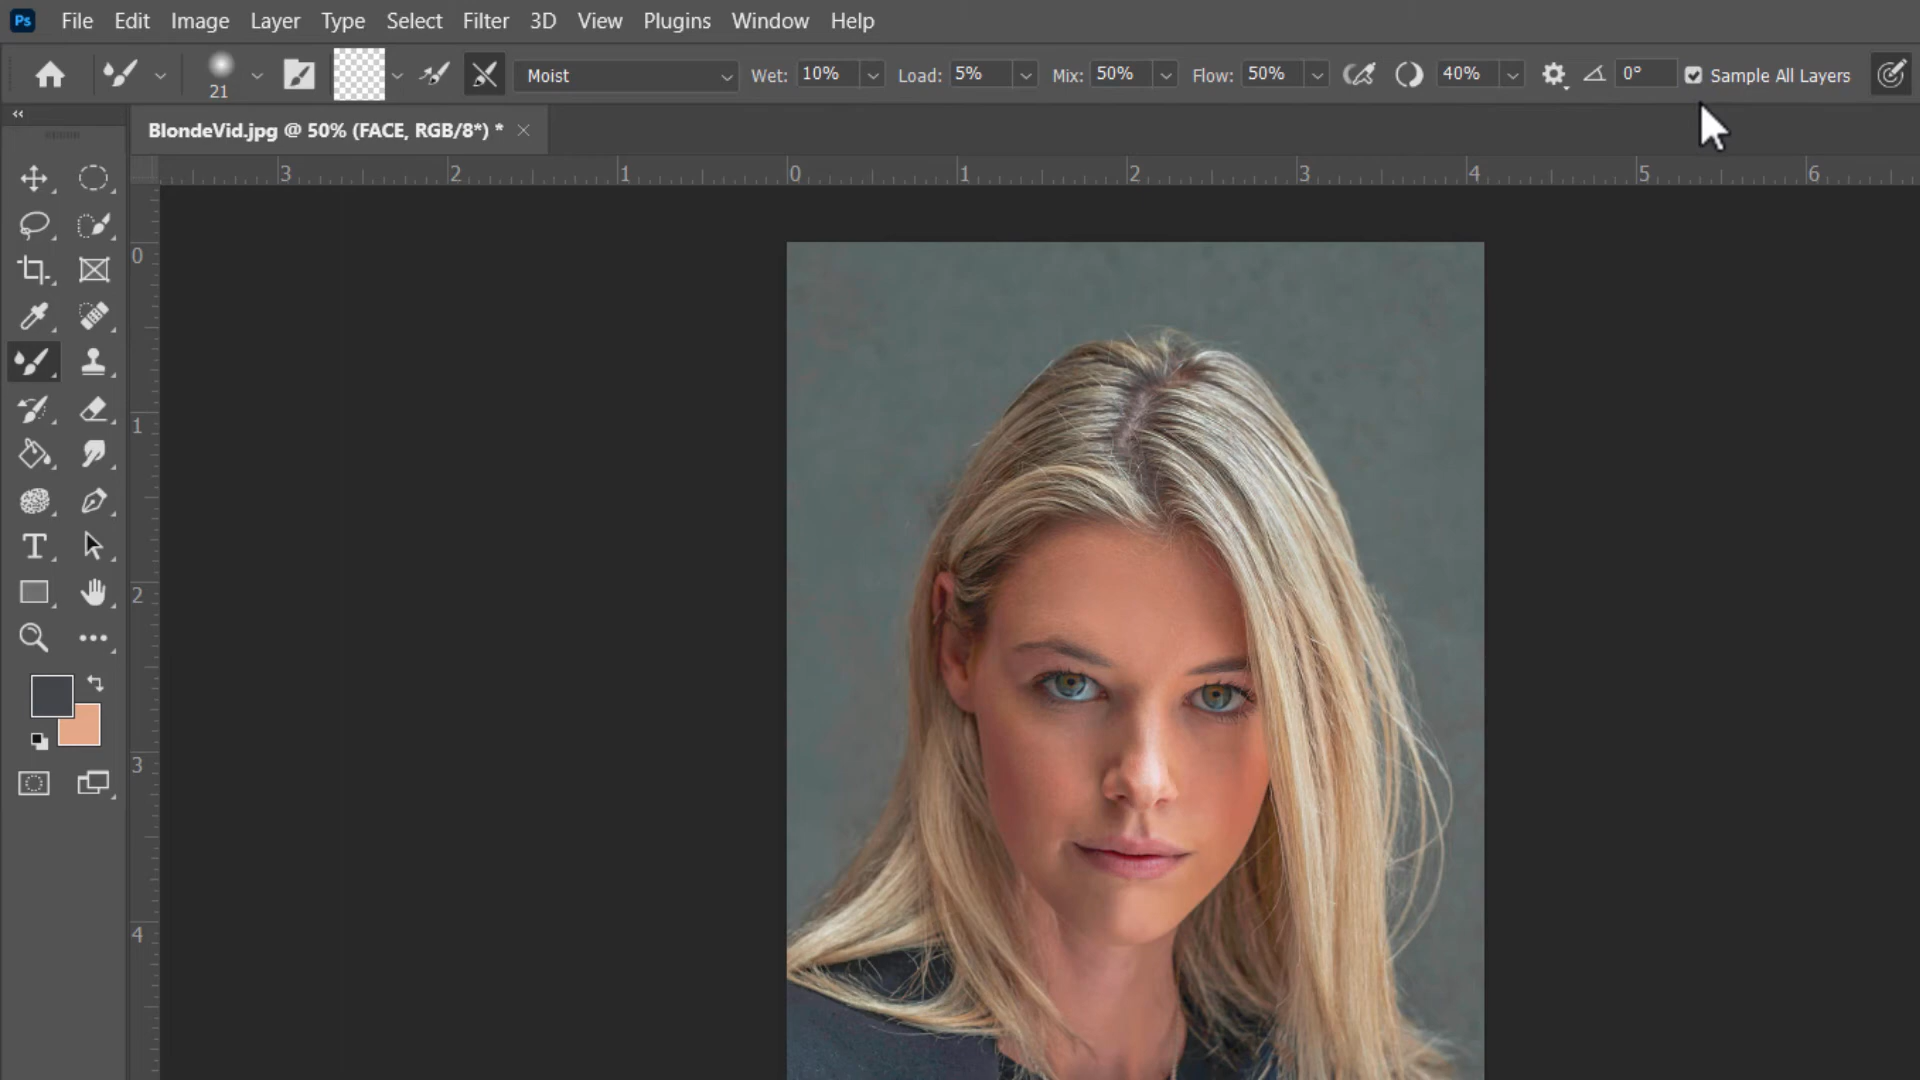 Ps File Edit Image Layer Type Select Filter 3D View Plugins Window Help
21 Moist Wet: 10% Load: 5% Mix: 50% Flow: 50% 40% 0° Sample All Layers
BlondeVid.jpg @ 50% (FACE, RGB/8*) *
3 2 1 0 1 2 3 4 5 6
0
1
2
3
4